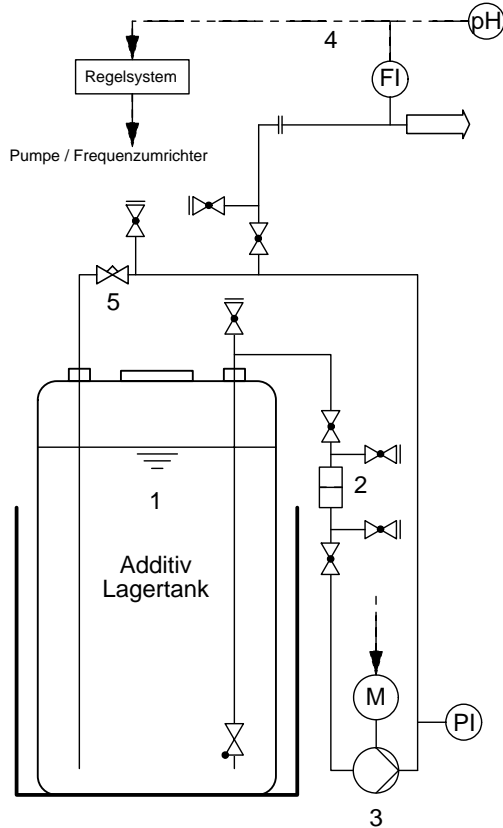 pH
4
FI
Regelsystem
Pumpe / Frequenzumrichter
5
2
1
Additiv
Lagertank
M
PI
3